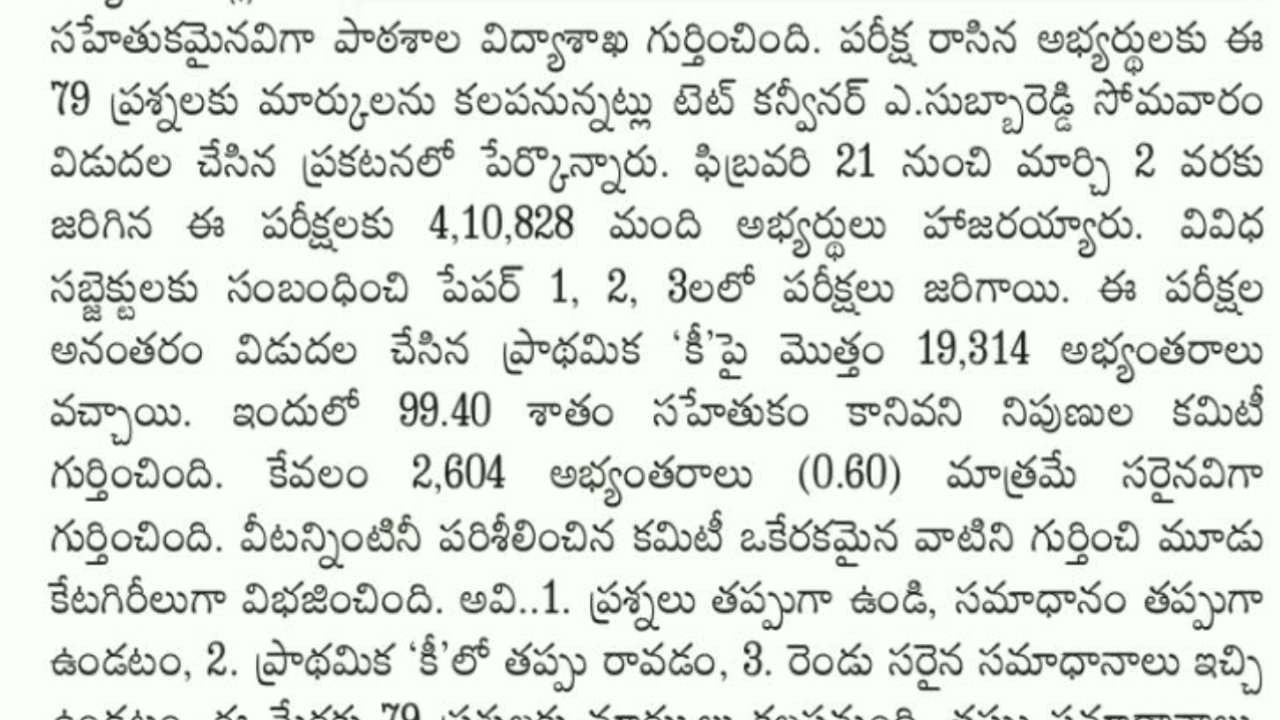 సహేతుకమైనవిగా పాఠశాల విద్యాశాఖ గుర్తించింది. పరీక్ష రాసిన అభ్యర్థులకు ఈ
79 ప్రశ్నలకు మార్కులను కలపనున్నట్లు టెట్ కన్వీనర్ ఎ.సుబ్బారెడ్డి సోమవారం
విడుదల చేసిన ప్రకటనలో పేర్కొన్నారు. ఫిబ్రవరి 21 నుంచి మార్చి 2 వరకు
జరిగిన ఈ పరీక్షలకు 4,10,828 మంది అభ్యర్థులు హాజరయ్యారు. వివిధ
సబ్జెక్టులకు సంబంధించి పేపర్ 1, 2, 3లలో పరీక్షలు జరిగాయి. ఈ పరీక్షల
అనంతరం విడుదల చేసిన ప్రాథమిక ‘కీ’పై మొత్తం 19,314 అభ్యంతరాలు
వచ్చాయి. ఇందులో 99.40 శాతం సహేతుకం కానివని నిపుణుల కమిటీ
గుర్తించింది. కేవలం 2,604 అభ్యంతరాలు (0.60) మాత్రమే సరైనవిగా
గుర్తించింది. వీటన్నింటినీ పరిశీలించిన కమిటీ ఒకేరకమైన వాటిని గుర్తించి మూడు
కేటగిరీలుగా విభజించింది. అవి..1. ప్రశ్నలు తప్పుగా ఉండి, సమాధానం తప్పుగా
ఉండటం, 2. ప్రాథమిక ‘కీ’లో తప్పు రావడం, 3. రెండు సరైన సమాధానాలు ఇచ్చి